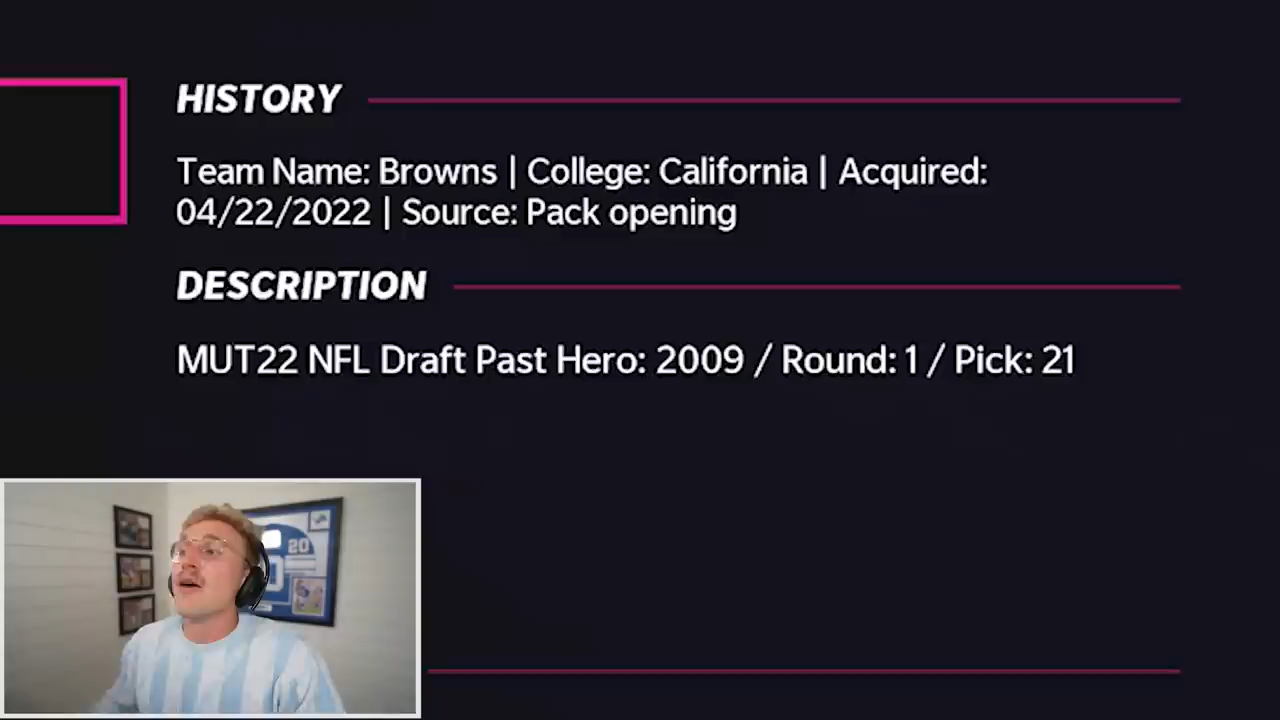 HISTORY
Team Name: Browns | College: California | Acquired:
04/22/2022 | Source: Pack opening
DESCRIPTION
MUT22 NFL Draft Past Hero: 2009 / Round: 1 / Pick: 21
20